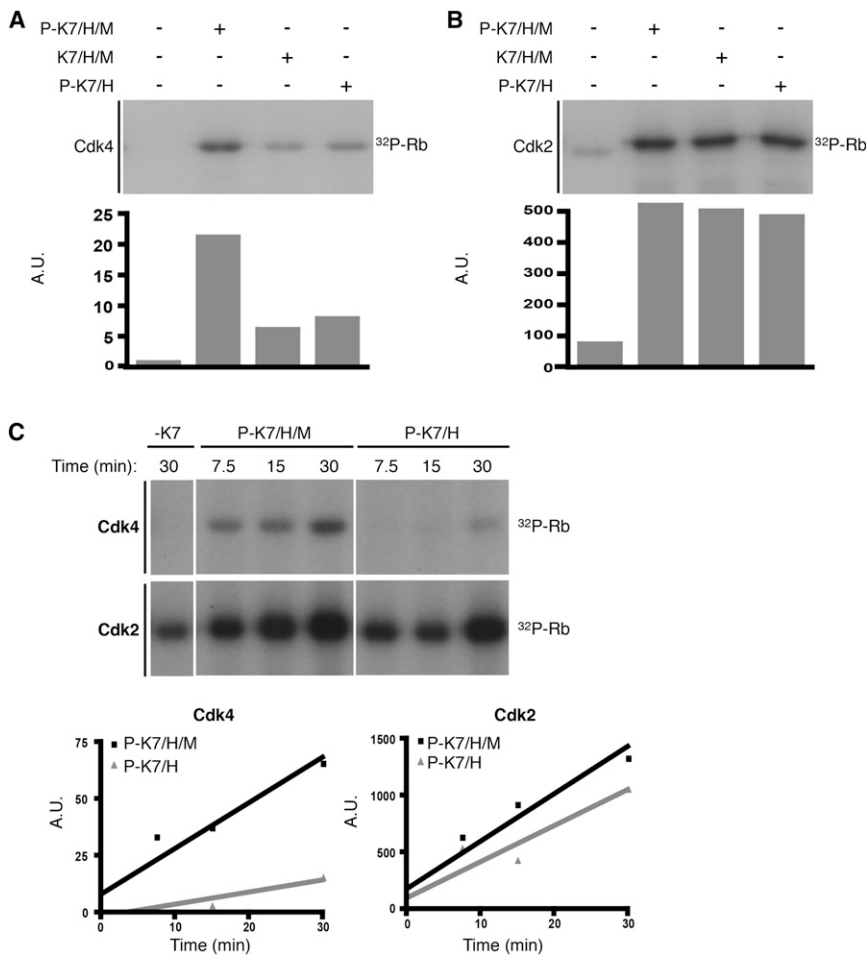 A
P-K7/H/M - + - -
K7/H/M - - + -
P-K7/H - - - +
Cdk4 ³²P-Rb
25
20
15
10
5
0
A.U.
B
P-K7/H/M - + - -
K7/H/M - - + -
P-K7/H - - - +
Cdk2 ³²P-Rb
500
400
300
200
100
0
A.U.
C
-K7 P-K7/H/M P-K7/H
Time (min): 30 7.5 15 30 7.5 15 30
Cdk4 ³²P-Rb
Cdk2 ³²P-Rb
Cdk4
75
50
25
0
A.U.
P-K7/H/M
P-K7/H
0 10 20 30
Time (min)
Cdk2
1500
1000
500
0
A.U.
P-K7/H/M
P-K7/H
0 10 20 30
Time (min)